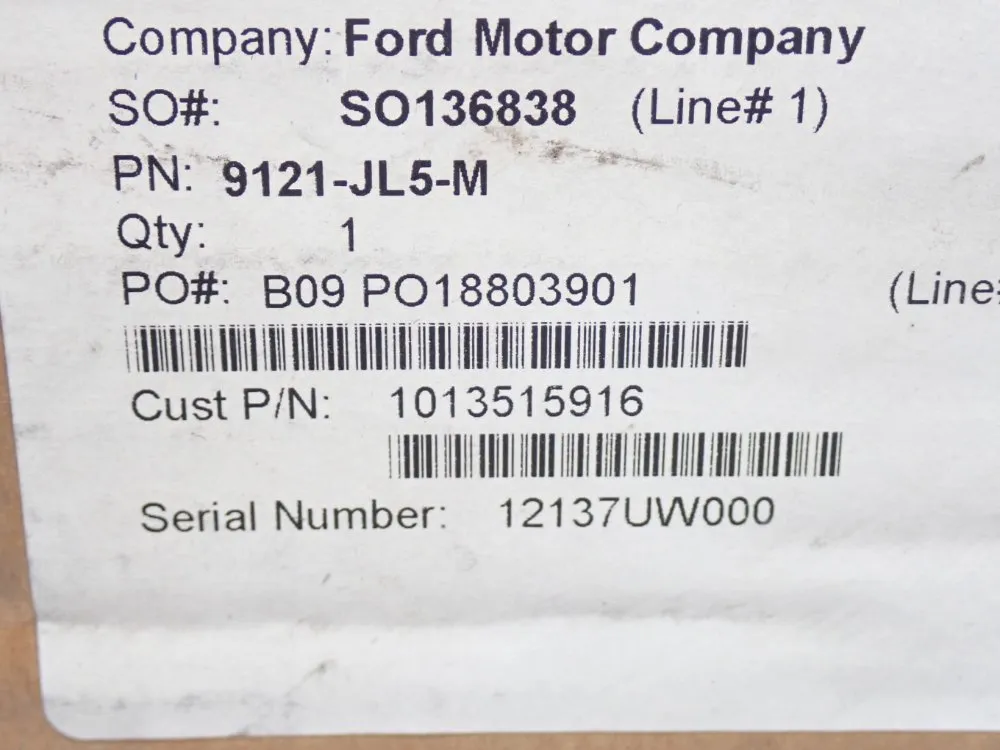 Company: Ford Motor Company
SO#: SO136838 (Line# 1)
PN: 9121-JL5-M
Qty: 1
PO#: B09 PO18803901 (Line#
Cust P/N: 1013515916
Serial Number: 12137UW000